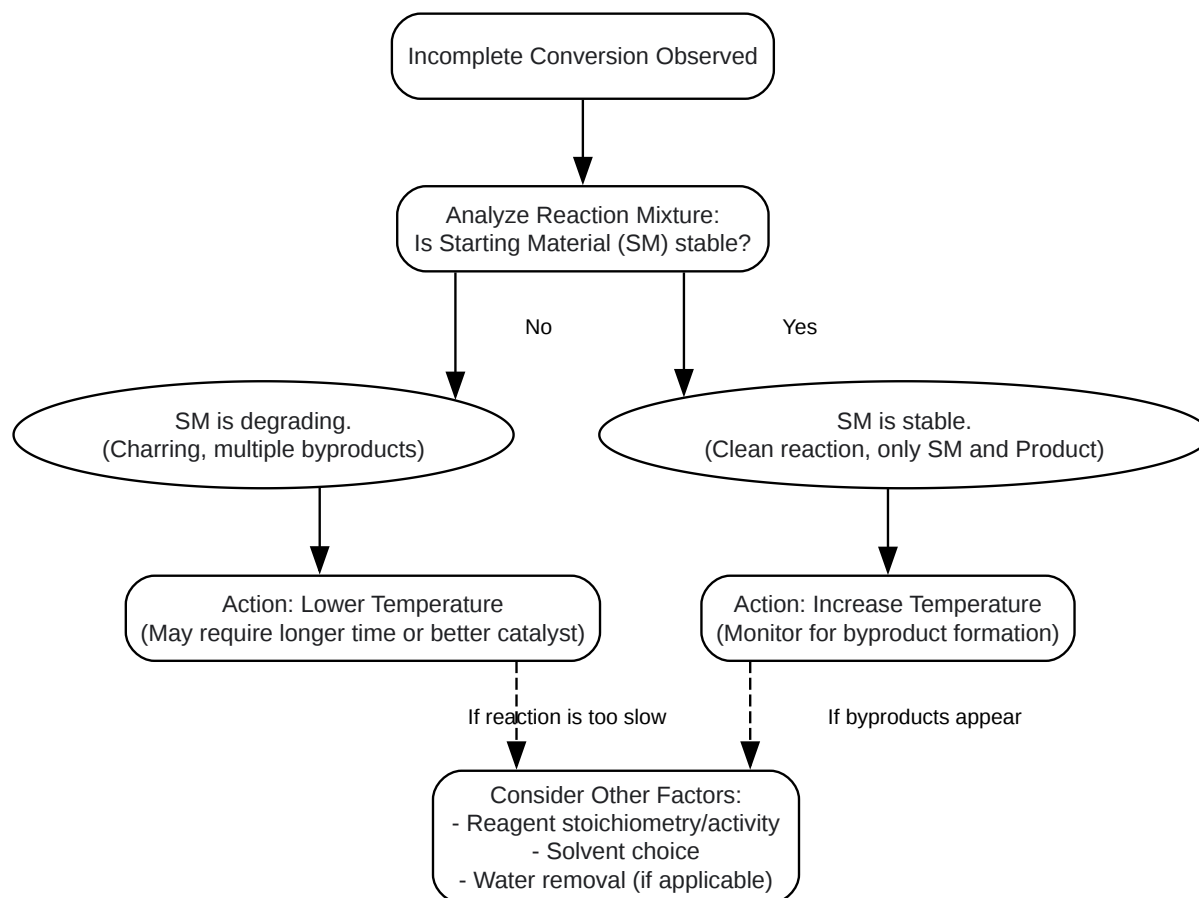 Incomplete Conversion Observed
Analyze Reaction Mixture:
Is Starting Material (SM) stable?
No
Yes
SM is degrading.
(Charring, multiple byproducts)
SM is stable.
(Clean reaction, only SM and Product)
Action: Lower Temperature
(May require longer time or better catalyst)
Action: Increase Temperature
(Monitor for byproduct formation)
If reaction is too slow
If byproducts appear
Consider Other Factors:
- Reagent stoichiometry/activity
- Solvent choice
- Water removal (if applicable)